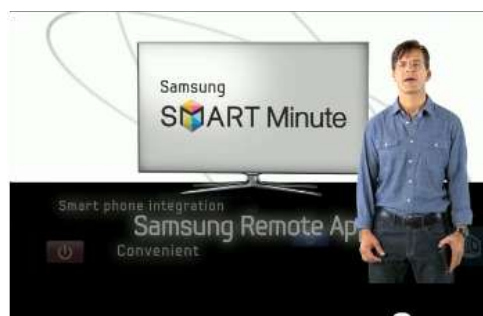 Samsung
SMART Minute
Smart phone integration
Samsung Remote Ap
Convenient